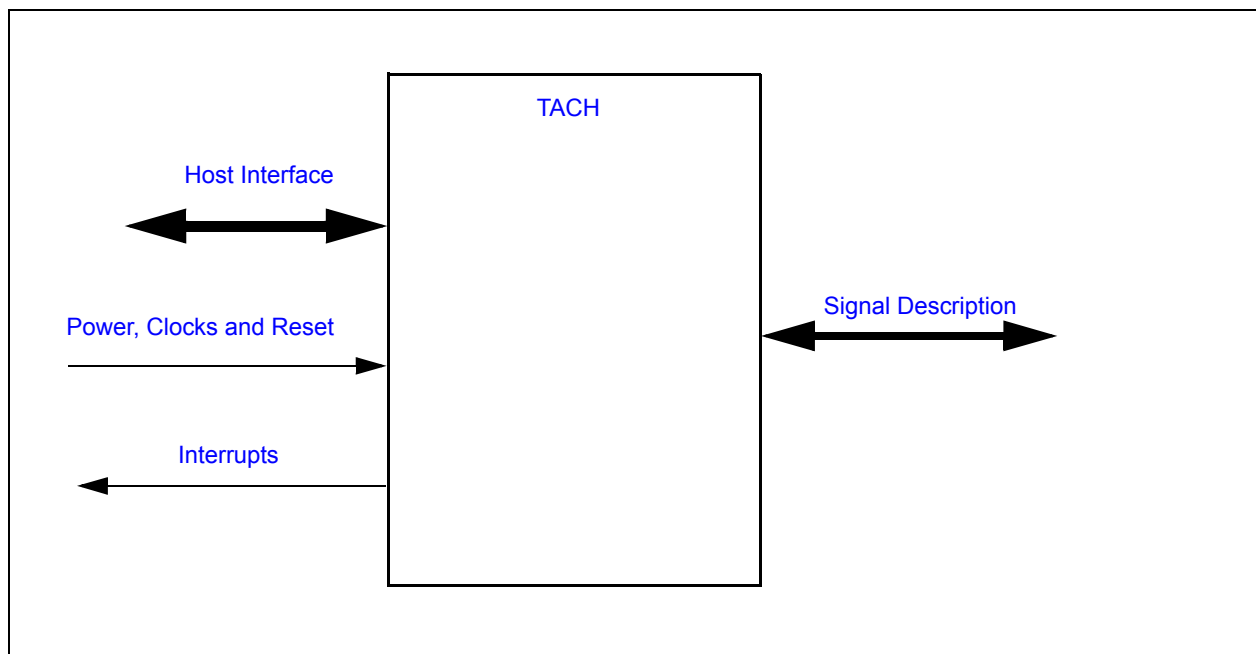 TACH
Host Interface
Signal Description
Power, Clocks and Reset
Interrupts